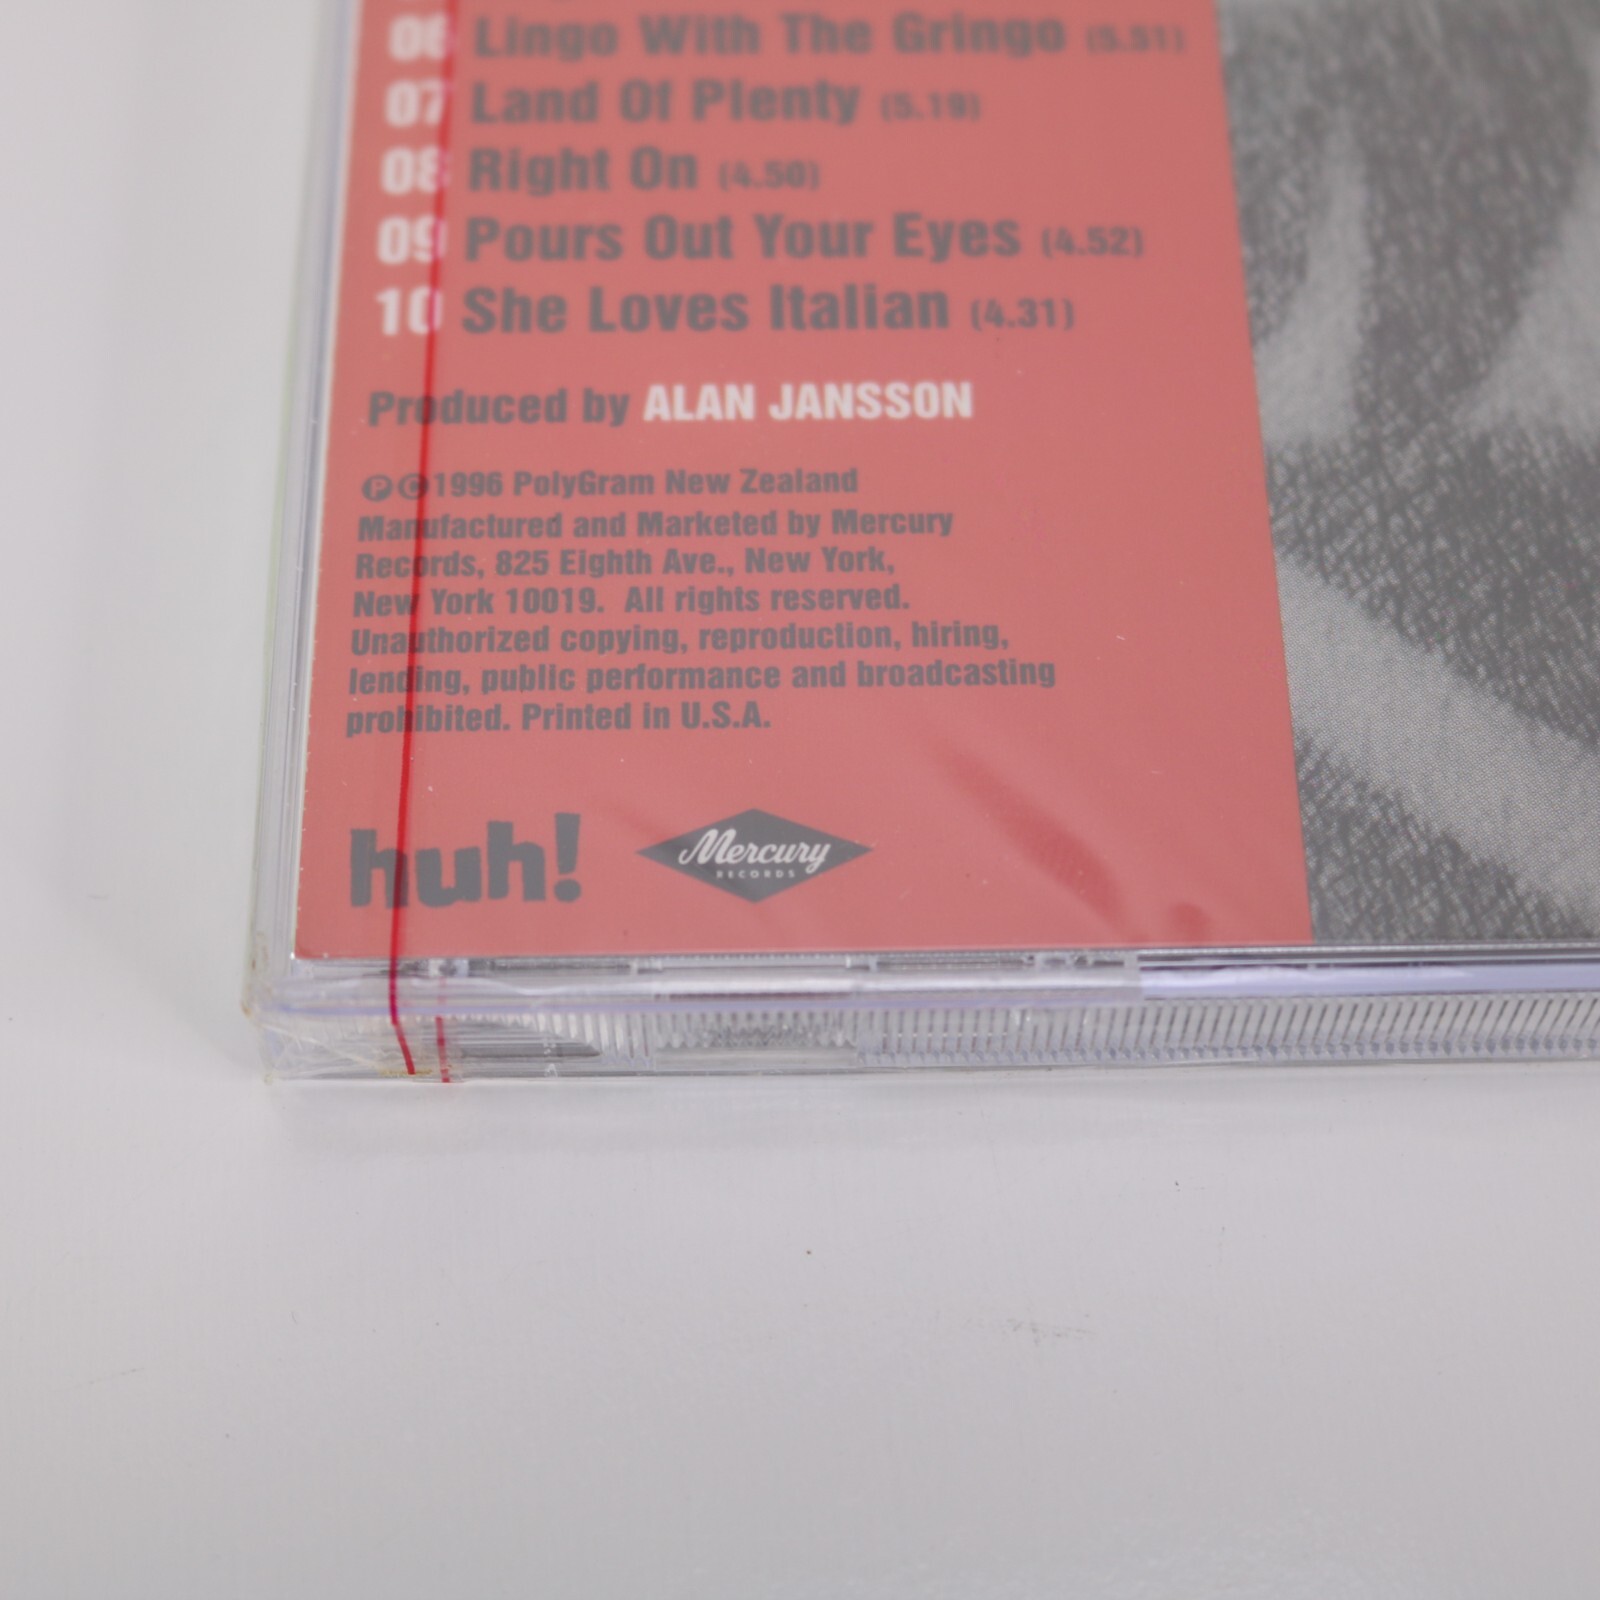 06 Lingo With The Gringo (5.51)
07 Land Of Plenty (5.19)
08 Right On (4.50)
09 Pours Out Your Eyes (4.52)
10 She Loves Italian (4.31)
Produced by ALAN JANSSON
℗©1996 PolyGram New Zealand
Manufactured and Marketed by Mercury
Records, 825 Eighth Ave., New York,
New York 10019. All rights reserved.
Unauthorized copying, reproduction, hiring,
lending, public performance and broadcasting
prohibited. Printed in U.S.A.
huh!
Mercury
RECORDS